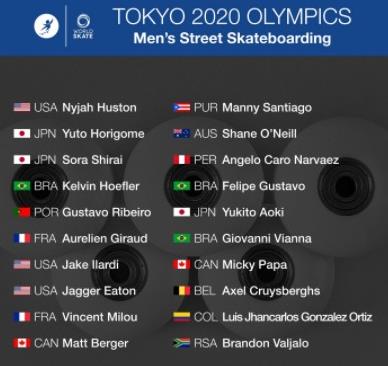 TOKYO 2020 OLYMPICS
WORLD
SKATE
Men's Street Skateboarding
USA Nyjah Huston
JPN Yuto Horigome
JPN Sora Shirai
BRA Kelvin Hoefler
POR Gustavo Ribeiro
FRA Aurelien Giraud
USA Jake Ilardi
USA Jagger Eaton
FRA Vincent Milou
CAN Matt Berger
PUR Manny Santiago
AUS Shane O'Neill
PER Angelo Caro Narvaez
BRA Felipe Gustavo
JPN Yukito Aoki
BRA Giovanni Vianna
CAN Micky Papa
BEL Axel Cruysberghs
COL Luis Jhancarlos Gonzalez Ortiz
RSA Brandon Valjalo